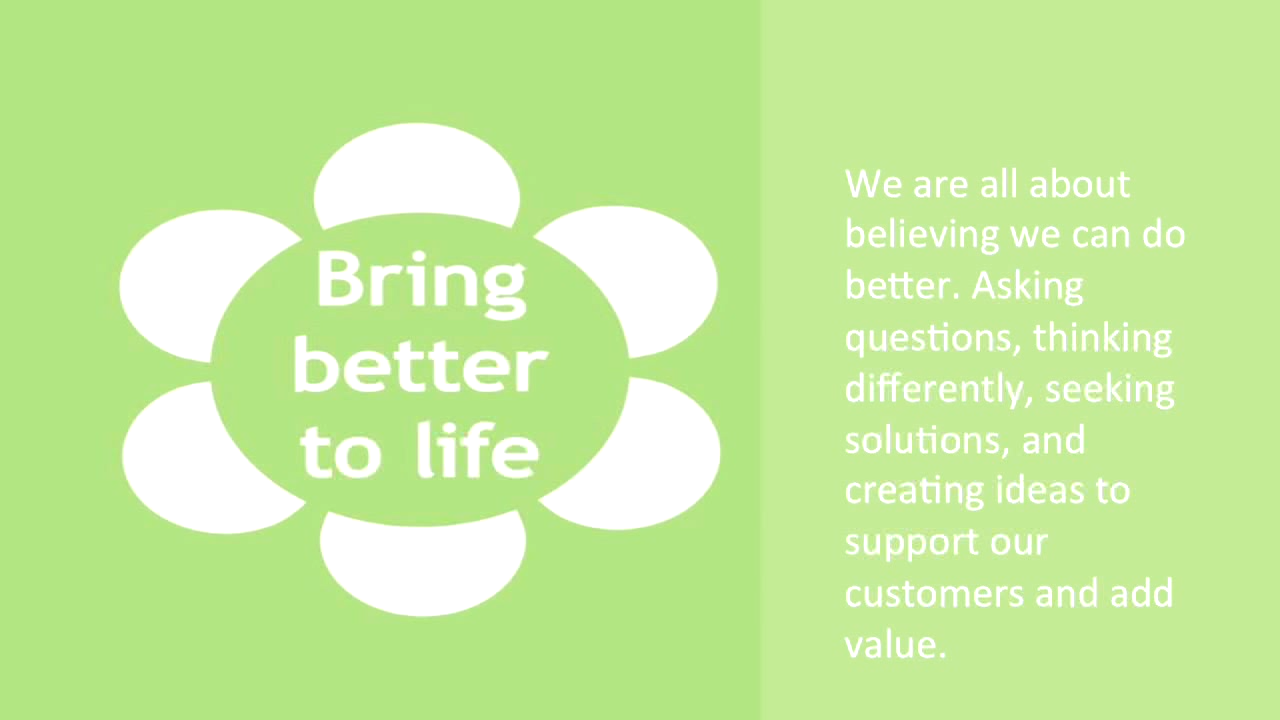 Bring
better
to life
We are all about
believing we can do
better. Asking
questions, thinking
differently, seeking
solutions, and
creating ideas to
support our
customers and add
value.